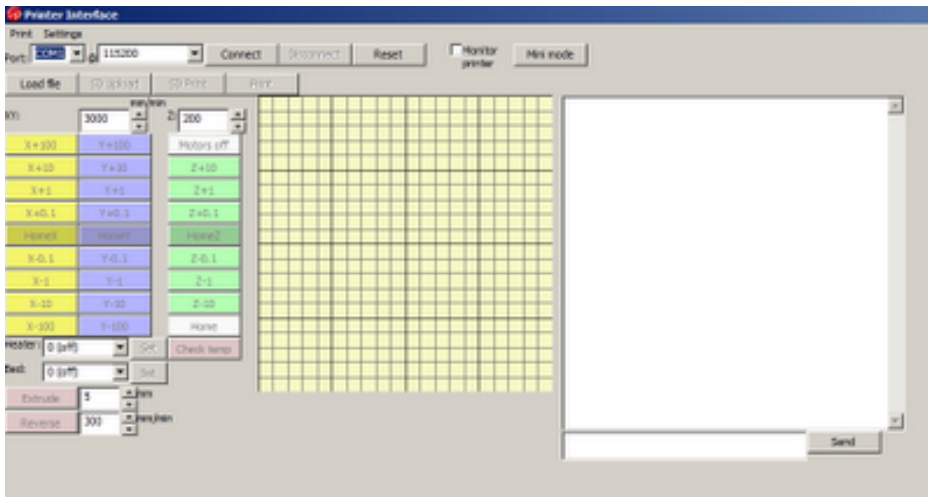 Printer Interface
Print Settings
Port: COM1 @ 115200 Connect Disconnect Reset Monitor printer Mini mode
Load file SD Upload SD Print Print
mm/min
XY: 3000 Z: 200
X+100 Y+100 Motors off
X+10 Y+10 Z+10
X+1 Y+1 Z+1
X+0.1 Y+0.1 Z+0.1
HomeX HomeY HomeZ
X-0.1 Y-0.1 Z-0.1
X-1 Y-1 Z-1
X-10 Y-10 Z-10
X-100 Y-100 Home
Heater: 0 (off) Set Check temp
Bed: 0 (off) Set
Extrude 5 mm
Reverse 300 mm/min
Send